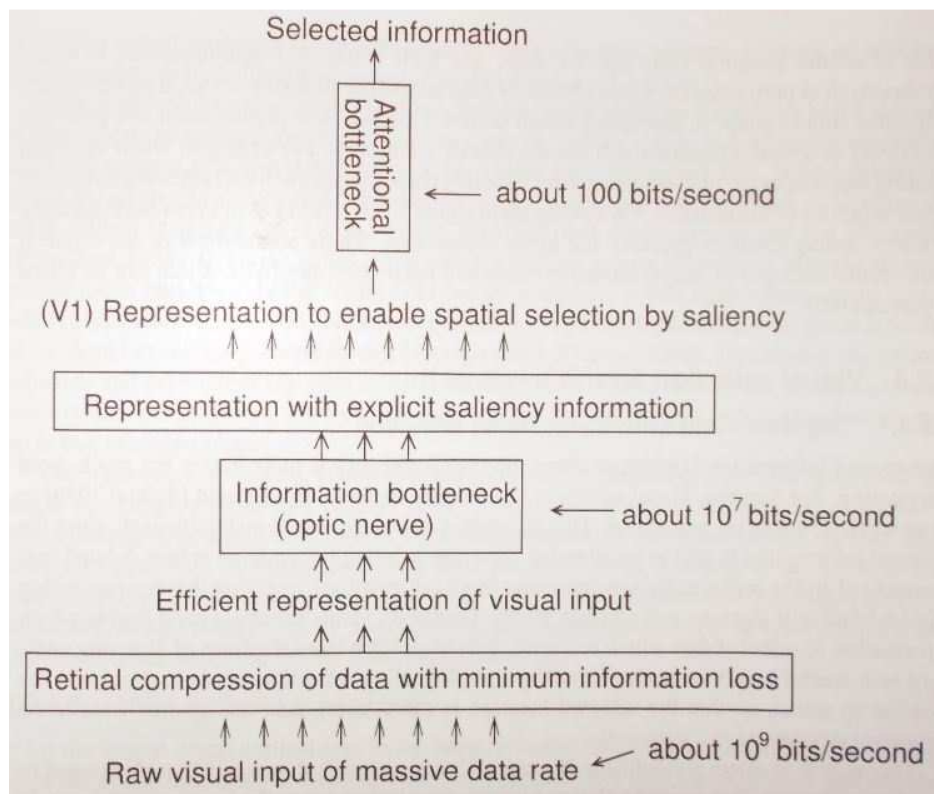 Selected information
Attentional
bottleneck
about 100 bits/second
(V1) Representation to enable spatial selection by saliency
Representation with explicit saliency information
Information bottleneck
(optic nerve)
about 10⁷ bits/second
Efficient representation of visual input
Retinal compression of data with minimum information loss
about 10⁹ bits/second
Raw visual input of massive data rate